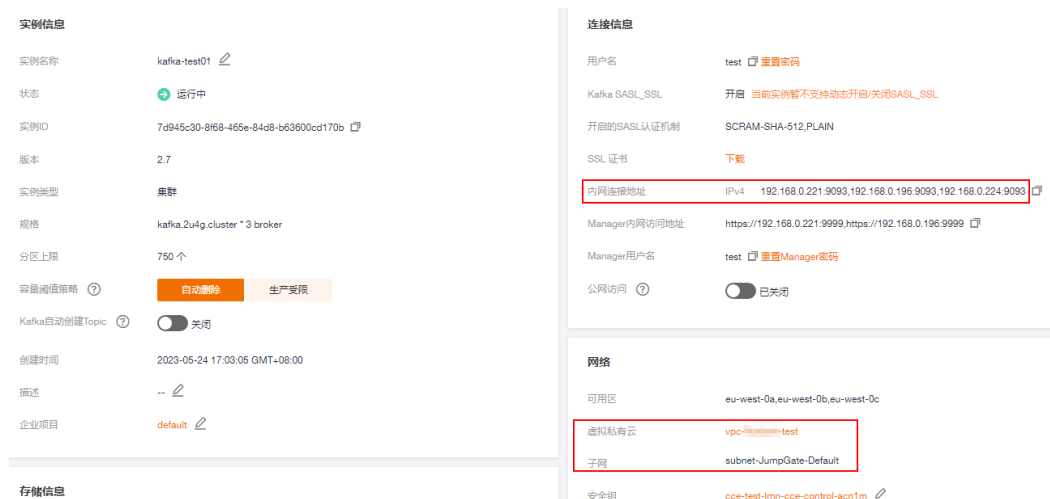 实例信息
实例名称 kafka-test01
状态 运行中
实例ID 7d945c30-8f68-465e-84d8-b63600cd170b
版本 2.7
实例类型 集群
规格 kafka.2u4g.cluster * 3 broker
分区上限 750 个
容量阈值策略 ? 自动删除 生产受限
Kafka自动创建Topic ? 关闭
创建时间 2023-05-24 17:03:05 GMT+08:00
描述 --
企业项目 default
存储信息
连接信息
用户名 test 重置密码
Kafka SASL_SSL 开启 当前实例暂不支持动态开启/关闭SASL_SSL
开启的SASL认证机制 SCRAM-SHA-512,PLAIN
SSL 证书 下载
内网连接地址 IPv4 192.168.0.221:9093,192.168.0.196:9093,192.168.0.224:9093
Manager内网访问地址 https://192.168.0.221:9999,https://192.168.0.196:9999
Manager用户名 test 重置Manager密码
公网访问 ? 已关闭
网络
可用区 eu-west-0a,eu-west-0b,eu-west-0c
虚拟私有云 vpc- -test
子网 subnet-JumpGate-Default
安全组 cce-test-lmn-cce-control-acn1m